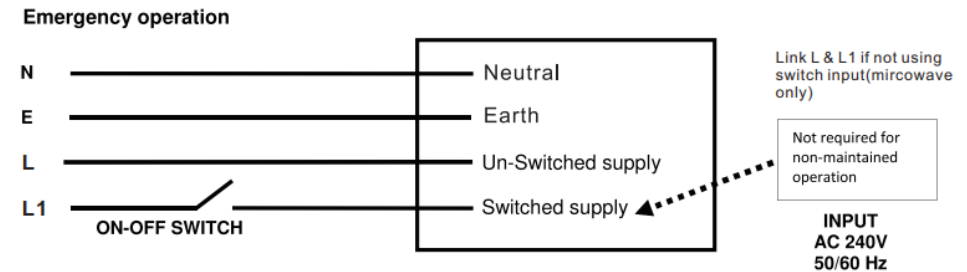 Emergency operation
N
Neutral
E
Earth
L
Un-Switched supply
L1
ON-OFF SWITCH
Switched supply
Link L & L1 if not using
switch input(mircowave
only)
Not required for
non-maintained
operation
INPUT
AC 240V
50/60 Hz